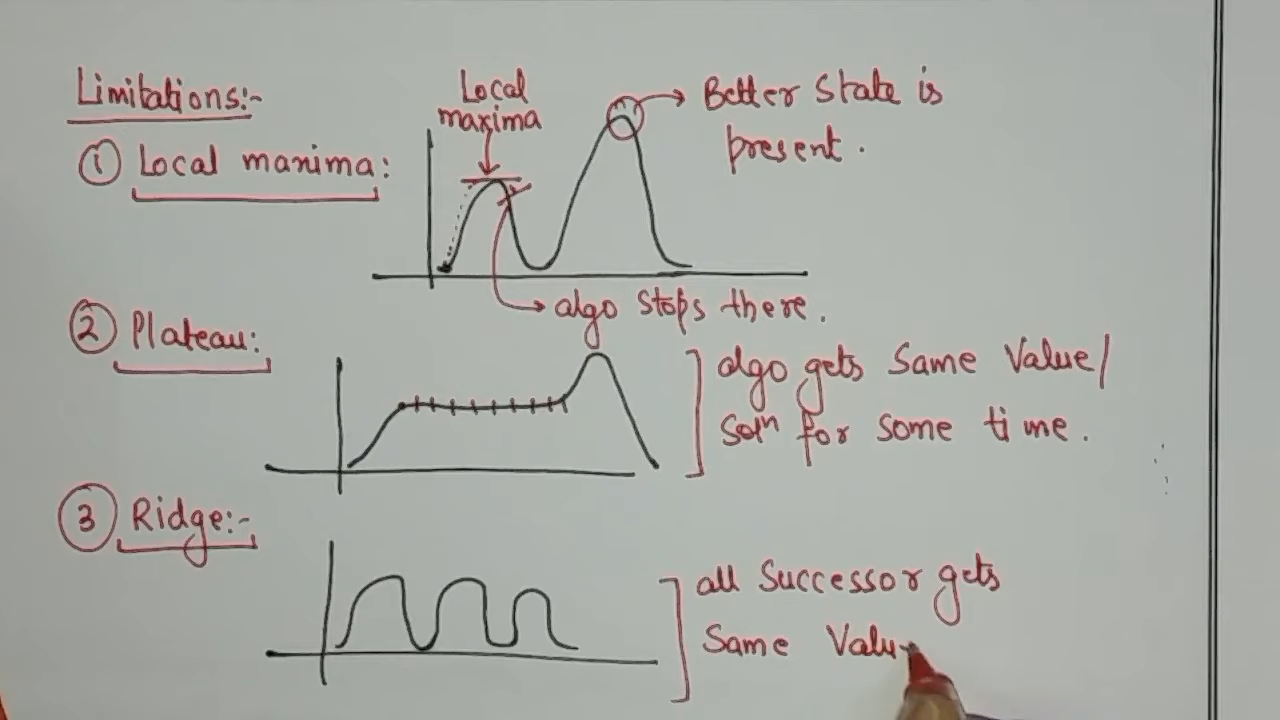 Limitations:-
① Local maxima:
Local
maxima
Better State is
present.
algo stops there.
② Plateau:
algo gets Same Value/
Solⁿ for some time.
③ Ridge:-
all Successor gets
Same Valu